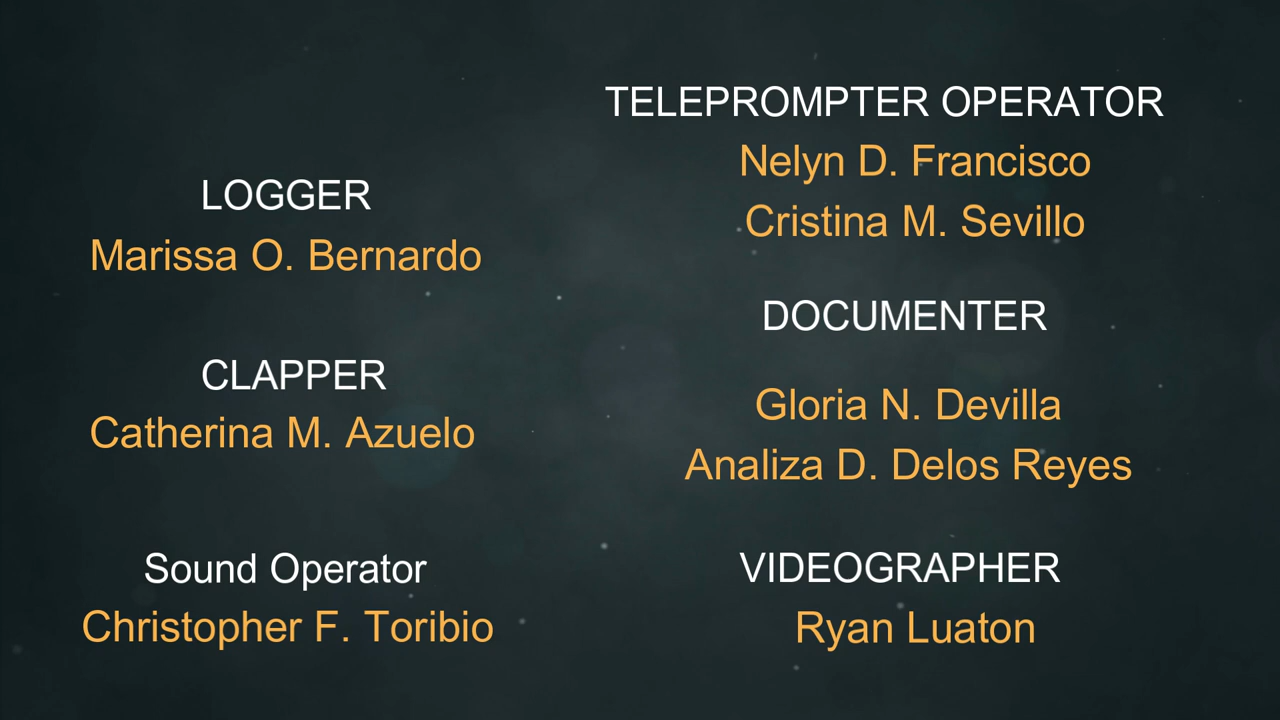 LOGGER
Marissa O. Bernardo
CLAPPER
Catherina M. Azuelo
Sound Operator
Christopher F. Toribio
TELEPROMPTER OPERATOR
Nelyn D. Francisco
Cristina M. Sevillo
DOCUMENTER
Gloria N. Devilla
Analiza D. Delos Reyes
VIDEOGRAPHER
Ryan Luaton